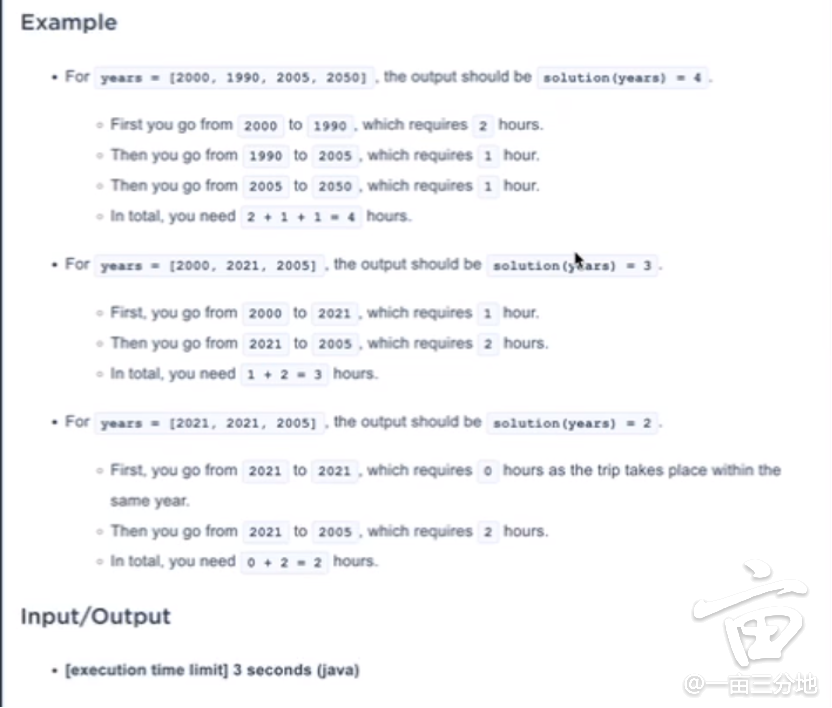 Example
• For years = [2000, 1990, 2005, 2050] , the output should be solution(years) = 4 .
◦ First you go from 2000 to 1990 , which requires 2 hours.
◦ Then you go from 1990 to 2005 , which requires 1 hour.
◦ Then you go from 2005 to 2050 , which requires 1 hour.
◦ In total, you need 2 + 1 + 1 = 4 hours.
• For years = [2000, 2021, 2005] , the output should be solution(years) = 3 .
◦ First, you go from 2000 to 2021 , which requires 1 hour.
◦ Then you go from 2021 to 2005 , which requires 2 hours.
◦ In total, you need 1 + 2 = 3 hours.
• For years = [2021, 2021, 2005] , the output should be solution(years) = 2 .
◦ First, you go from 2021 to 2021 , which requires 0 hours as the trip takes place within the
same year.
◦ Then you go from 2021 to 2005 , which requires 2 hours.
◦ In total, you need 0 + 2 = 2 hours.
Input/Output
• [execution time limit] 3 seconds (java)
亩
@一亩三分地